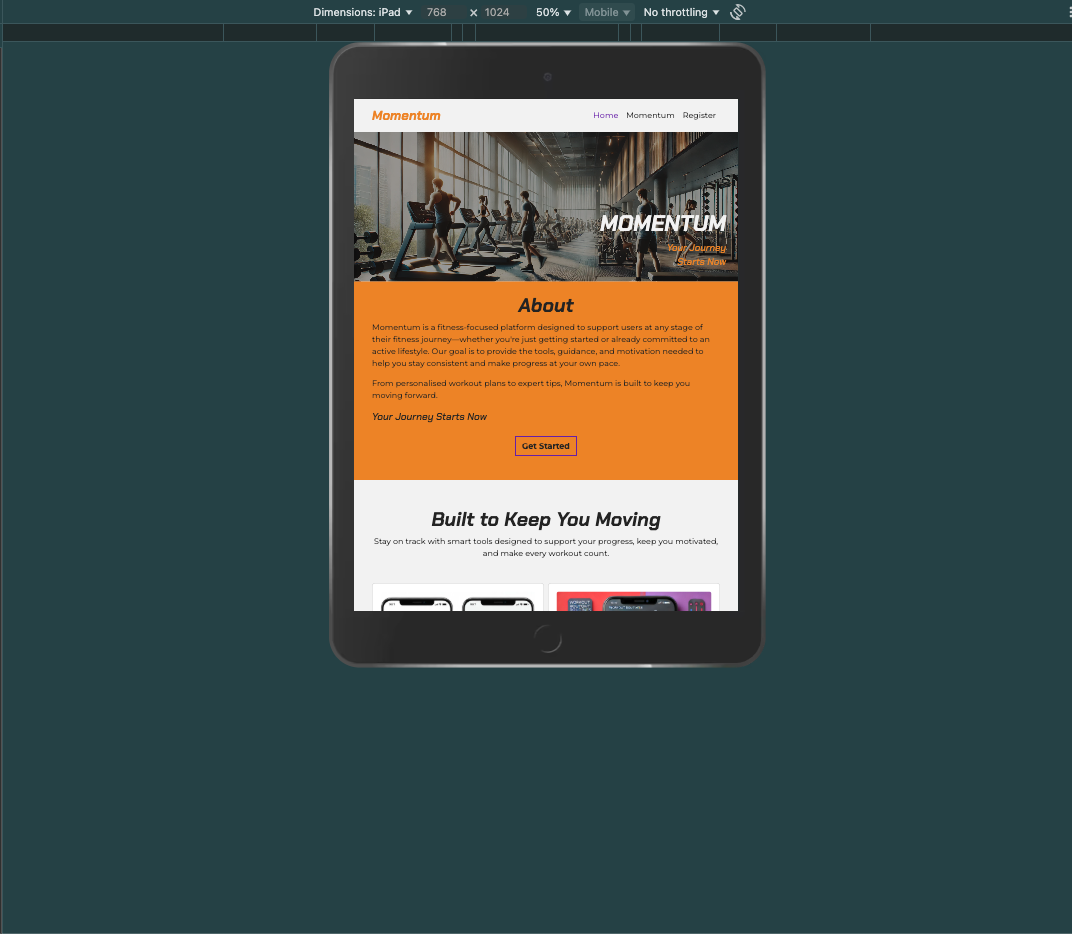 Dimensions: iPad 768 × 1024 50% Mobile No throttling
Momentum
Home Momentum Register
MOMENTUM
Your Journey
Starts Now
About
Momentum is a fitness-focused platform designed to support users at any stage of
their fitness journey—whether you're just getting started or already committed to an
active lifestyle. Our goal is to provide the tools, guidance, and motivation needed to
help you stay consistent and make progress at your own pace.
From personalised workout plans to expert tips, Momentum is built to keep you
moving forward.
Your Journey Starts Now
Get Started
Built to Keep You Moving
Stay on track with smart tools designed to support your progress, keep you motivated,
and make every workout count.